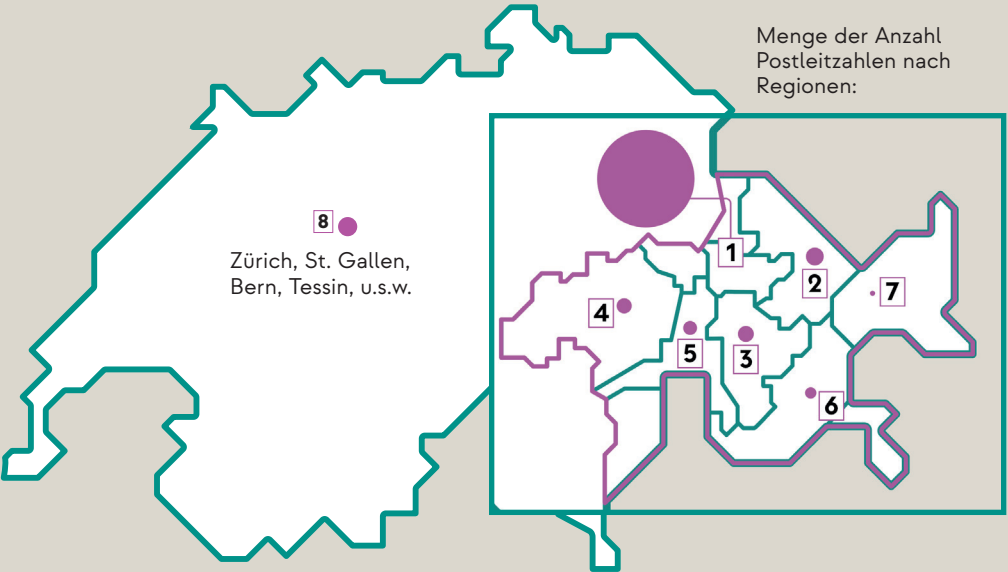 Menge der Anzahl
Postleitzahlen nach
Regionen:
8
Zürich, St. Gallen,
Bern, Tessin, u.s.w.
1
2
7
4
5
3
6